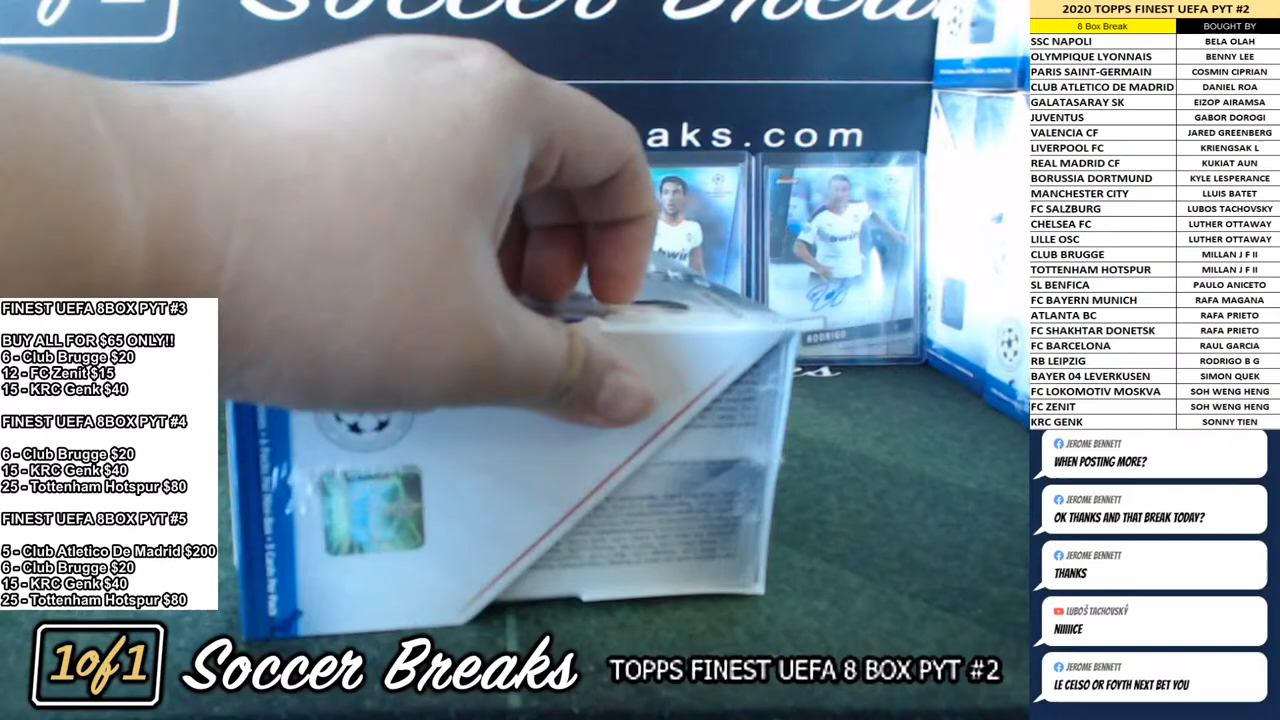 Soccer Breaks
aks.com
RODRIGO
FINEST UEFA 8BOX PYT #3
BUY ALL FOR $65 ONLY!!
6 - Club Brugge $20
12 - FC Zenit $15
15 - KRC Genk $40
FINEST UEFA 8BOX PYT #4
6 - Club Brugge $20
15 - KRC Genk $40
25 - Tottenham Hotspur $80
FINEST UEFA 8BOX PYT #5
5 - Club Atletico De Madrid $200
6 - Club Brugge $20
15 - KRC Genk $40
25 - Tottenham Hotspur $80
1of1 Soccer Breaks
TOPPS FINEST UEFA 8 BOX PYT #2
2020 TOPPS FINEST UEFA PYT #2
8 Box Break BOUGHT BY
SSC NAPOLI BELA OLAH
OLYMPIQUE LYONNAIS BENNY LEE
PARIS SAINT-GERMAIN COSMIN CIPRIAN
CLUB ATLETICO DE MADRID DANIEL ROA
GALATASARAY SK EIZOP AIRAMSA
JUVENTUS GABOR DOROGI
VALENCIA CF JARED GREENBERG
LIVERPOOL FC KRIENGSAK L
REAL MADRID CF KUKIAT AUN
BORUSSIA DORTMUND KYLE LESPERANCE
MANCHESTER CITY LLUIS BATET
FC SALZBURG LUBOS TACHOVSKY
CHELSEA FC LUTHER OTTAWAY
LILLE OSC LUTHER OTTAWAY
CLUB BRUGGE MILLAN J F II
TOTTENHAM HOTSPUR MILLAN J F II
SL BENFICA PAULO ANICETO
FC BAYERN MUNICH RAFA MAGANA
ATLANTA BC RAFA PRIETO
FC SHAKHTAR DONETSK RAFA PRIETO
FC BARCELONA RAUL GARCIA
RB LEIPZIG RODRIGO B G
BAYER 04 LEVERKUSEN SIMON QUEK
FC LOKOMOTIV MOSKVA SOH WENG HENG
FC ZENIT SOH WENG HENG
KRC GENK SONNY TIEN
JEROME BENNETT
WHEN POSTING MORE?
JEROME BENNETT
OK THANKS AND THAT BREAK TODAY?
JEROME BENNETT
THANKS
LUBOŠ TACHOVSKÝ
NIIIIICE
JEROME BENNETT
LE CELSO OR FOYTH NEXT BET YOU